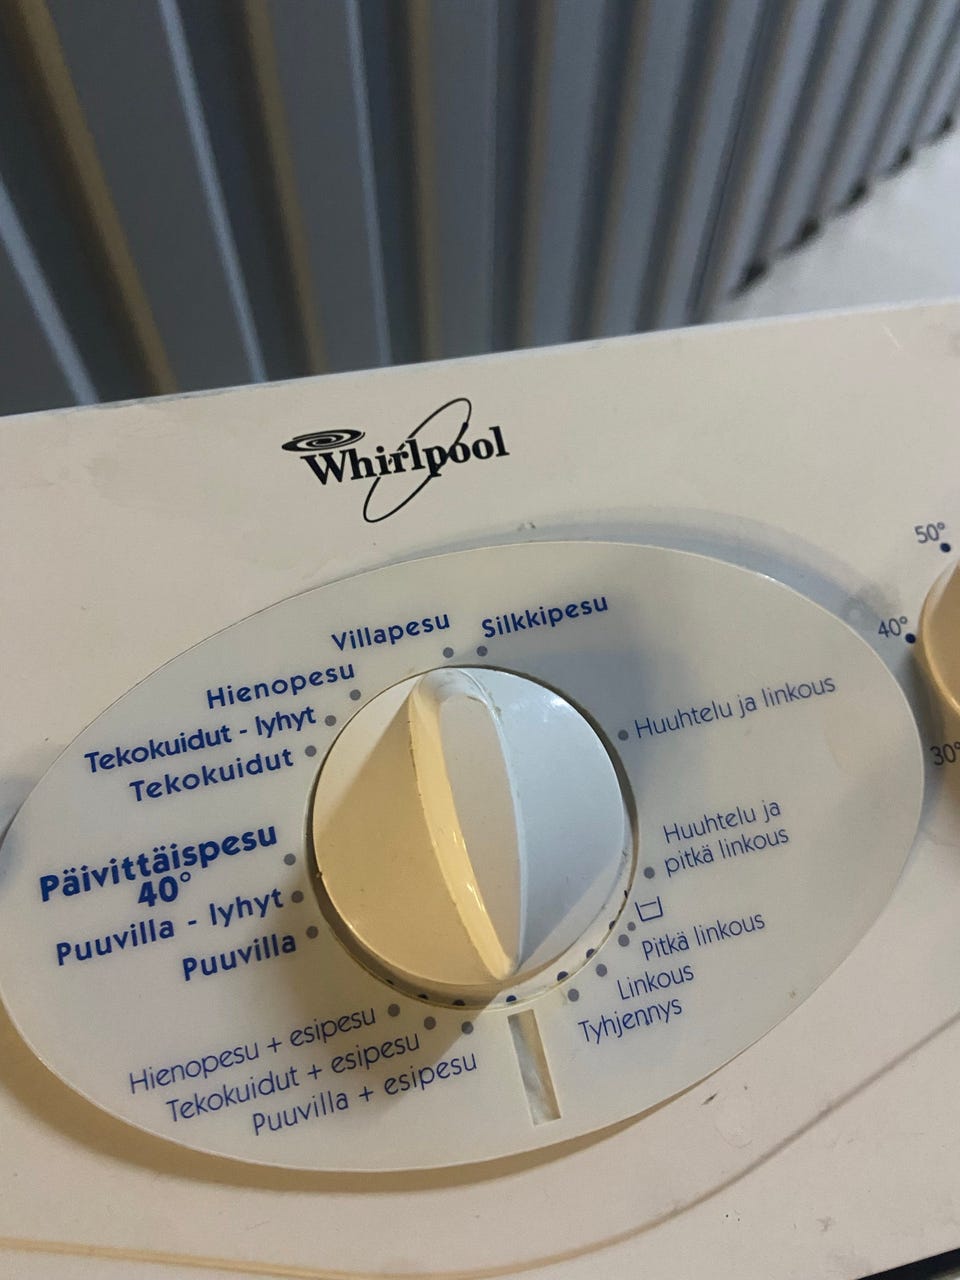 Whirlpool
Villapesu
Silkkipesu
Hienopesu
Tekokuidut - lyhyt
Tekokuidut
Päivittäispesu
40°
Puuvilla - lyhyt
Puuvilla
Hienopesu + esipesu
Tekokuidut + esipesu
Puuvilla + esipesu
Huuhtelu ja linkous
Huuhtelu ja
pitkä linkous
Pitkä linkous
Linkous
Tyhjennys
50°
40°
30°